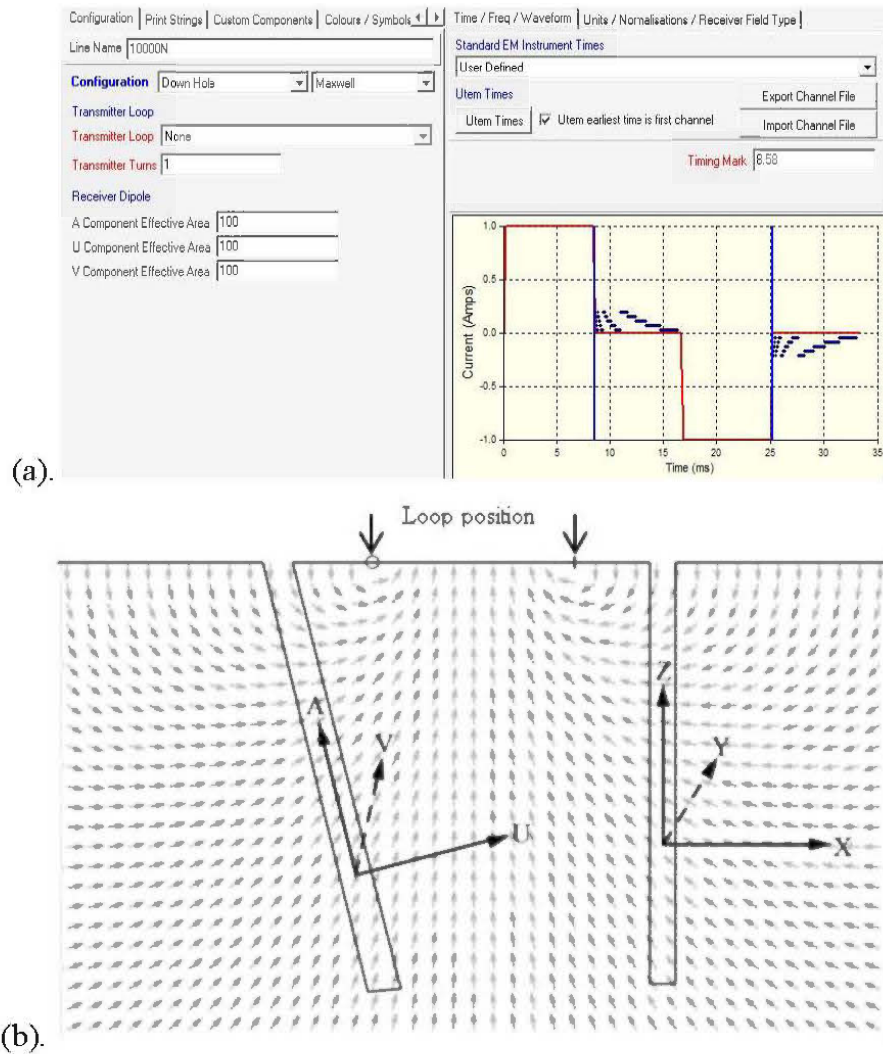 Configuration Print Strings Custom Components Colours / Symbols
Time / Freq / Waveform Units / Normalisations / Receiver Field Type
Line Name 10000N
Configuration Down Hole Maxwell
Transmitter Loop
Transmitter Loop None
Transmitter Turns 1
Receiver Dipole
A Component Effective Area 100
U Component Effective Area 100
V Component Effective Area 100
Standard EM Instrument Times
User Defined
Utem Times
Export Channel File
Utem Times Utem earliest time is first channel
Import Channel File
Timing Mark 8.58
1.0
0.5
0.0
-0.5
-1.0
Current (Amps)
0 5 10 15 20 25 30 35
Time (ms)
(a).
Loop position
A
V
U
Z
Y
X
(b).